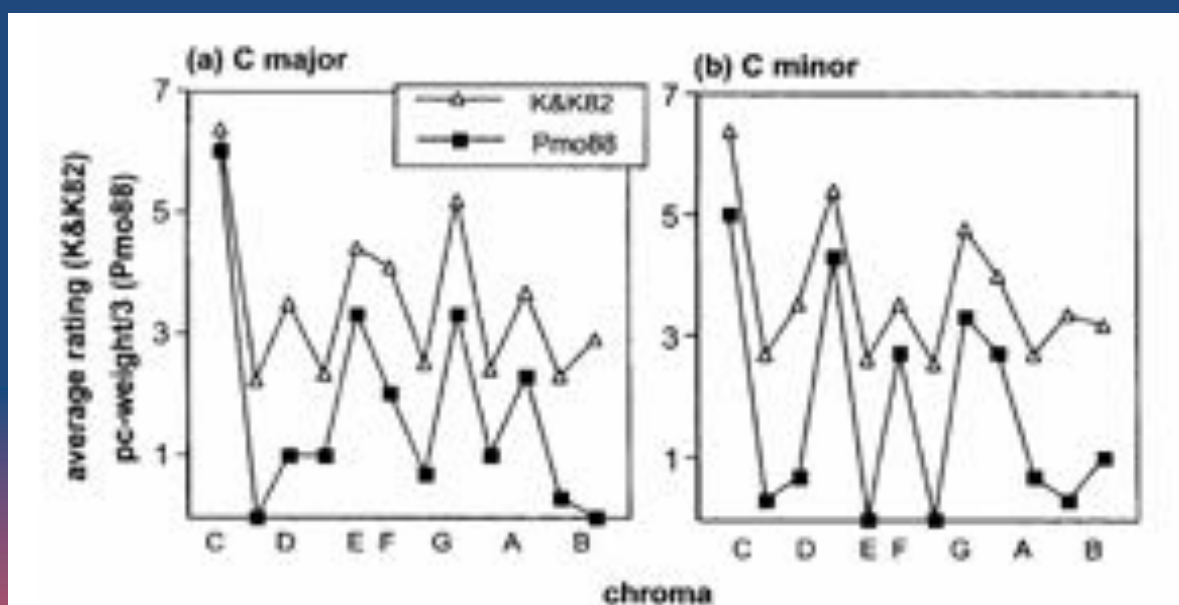 (a) C major
(b) C minor
K&K82
Pmo88
average rating (K&K82)
pc-weight/3 (Pmo88)
7
5
3
1
7
5
3
1
C D E F G A B
C D E F G A B
chroma